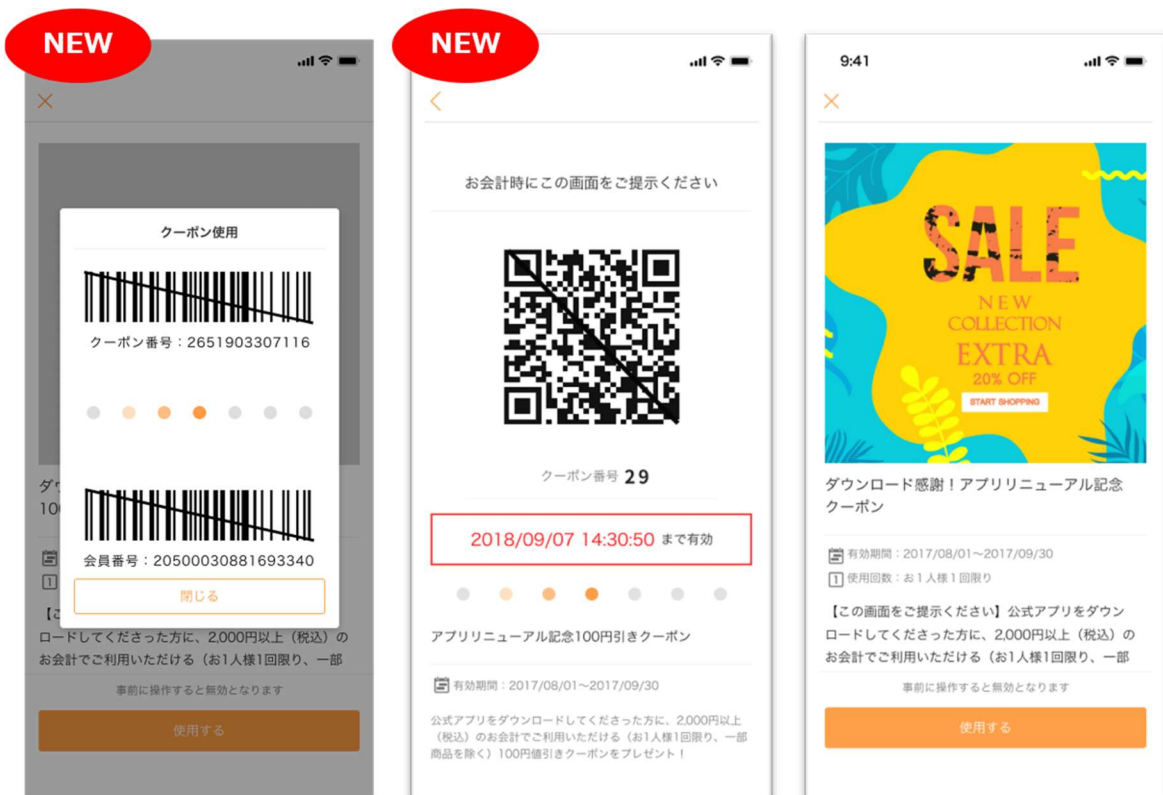 NEW
クーポン使用
クーポン番号：2651903307116
会員番号：20500030881693340
閉じる
ダウ
100
【こ
ロードしてくださった方に、2,000円以上（税込）の
お会計でご利用いただける（お1人様1回限り、一部
事前に操作すると無効となります
使用する
NEW
お会計時にこの画面をご提示ください
クーポン番号 29
2018/09/07 14:30:50 まで有効
アプリリニューアル記念100円引きクーポン
有効期間：2017/08/01～2017/09/30
公式アプリをダウンロードしてくださった方に、2,000円以上
（税込）のお会計でご利用いただける（お1人様1回限り、一部
商品を除く）100円値引きクーポンをプレゼント！
9:41
SALE
NEW
COLLECTION
EXTRA
20% OFF
START SHOPPING
ダウンロード感謝！アプリリニューアル記念
クーポン
有効期間：2017/08/01～2017/09/30
1 使用回数：お1人様1回限り
【この画面をご提示ください】公式アプリをダウン
ロードしてくださった方に、2,000円以上（税込）の
お会計でご利用いただける（お1人様1回限り、一部
事前に操作すると無効となります
使用する